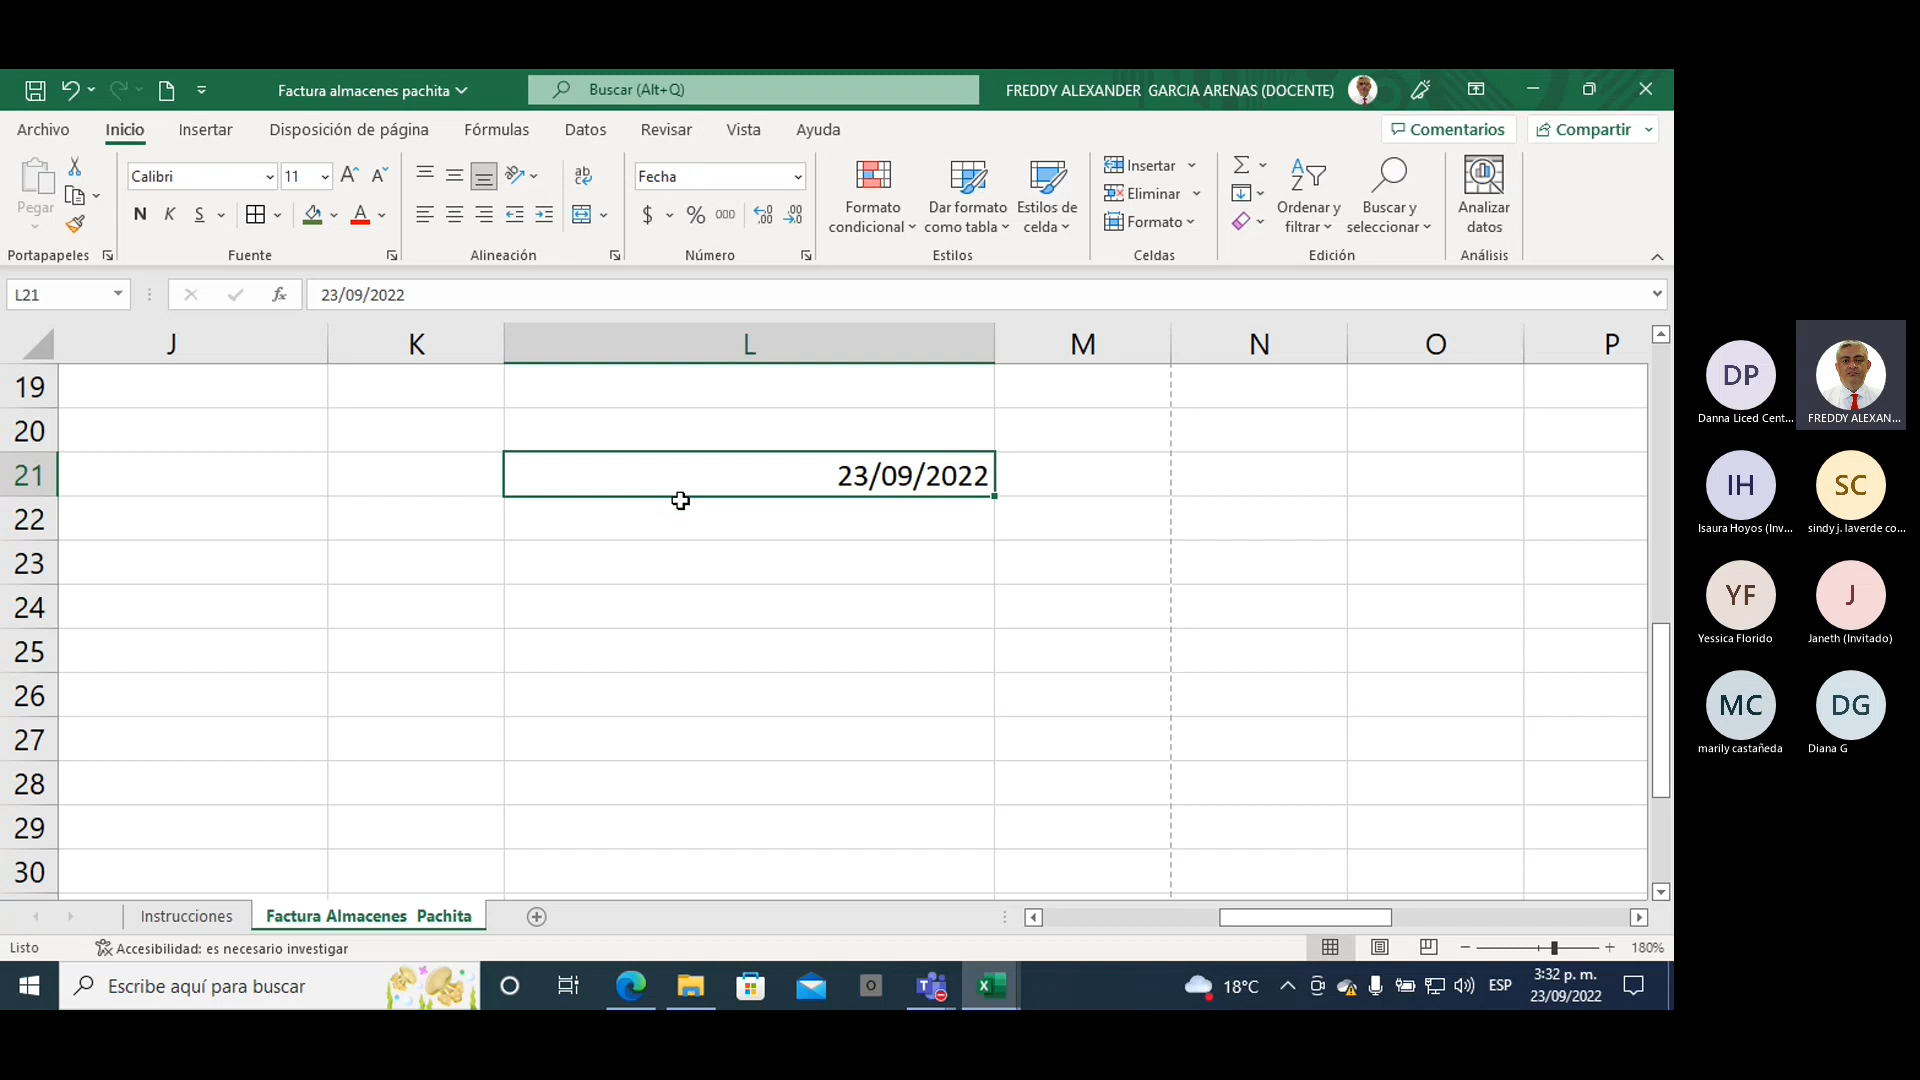 Factura almacenes pachita
Buscar (Alt+Q)
FREDDY ALEXANDER GARCIA ARENAS (DOCENTE)
Archivo Inicio Insertar Disposición de página Fórmulas Datos Revisar Vista Ayuda
Comentarios
Compartir
Pegar
Portapapeles
Calibri 11
N K S
Fuente
ab
Alineación
Fecha
$ % 000
Número
Formato condicional
Dar formato como tabla
Estilos de celda
Estilos
Insertar
Eliminar
Formato
Celdas
Ordenar y filtrar
Buscar y seleccionar
Edición
Analizar datos
Análisis
L21
fx
23/09/2022
J K L M N O P
19
20
21 23/09/2022
22
23
24
25
26
27
28
29
30
Instrucciones
Factura Almacenes Pachita
Listo
Accesibilidad: es necesario investigar
180%
Escribe aquí para buscar
18°C
ESP
3:32 p. m.
23/09/2022
DP
Danna Liced Cent...
FREDDY ALEXAN...
IH
Isaura Hoyos (Inv...
SC
sindy j. laverde co...
YF
Yessica Florido
J
Janeth (Invitado)
MC
marily castañeda
DG
Diana G